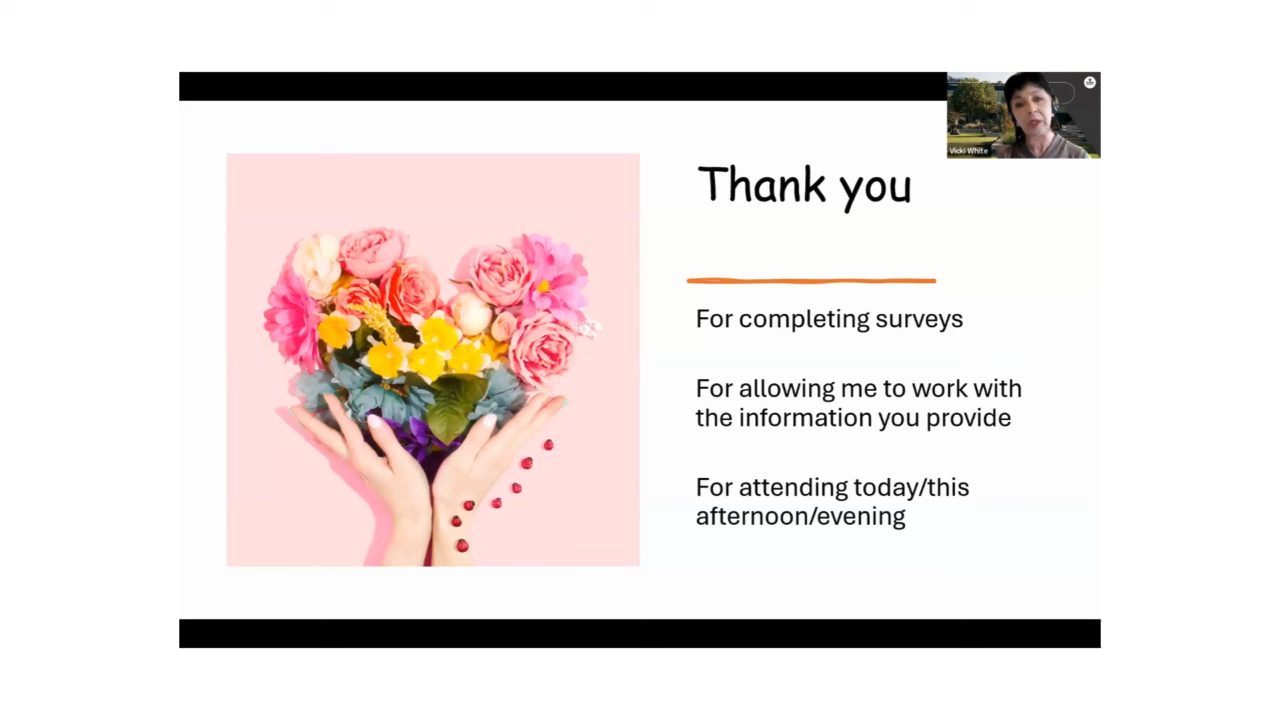 Vicki White
Thank you
For completing surveys
For allowing me to work with
the information you provide
For attending today/this
afternoon/evening